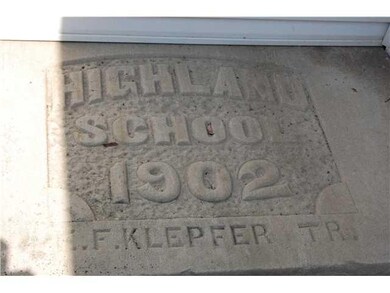 HIGHLAND
SCHOOL
1902
F. KLEPFER TR.